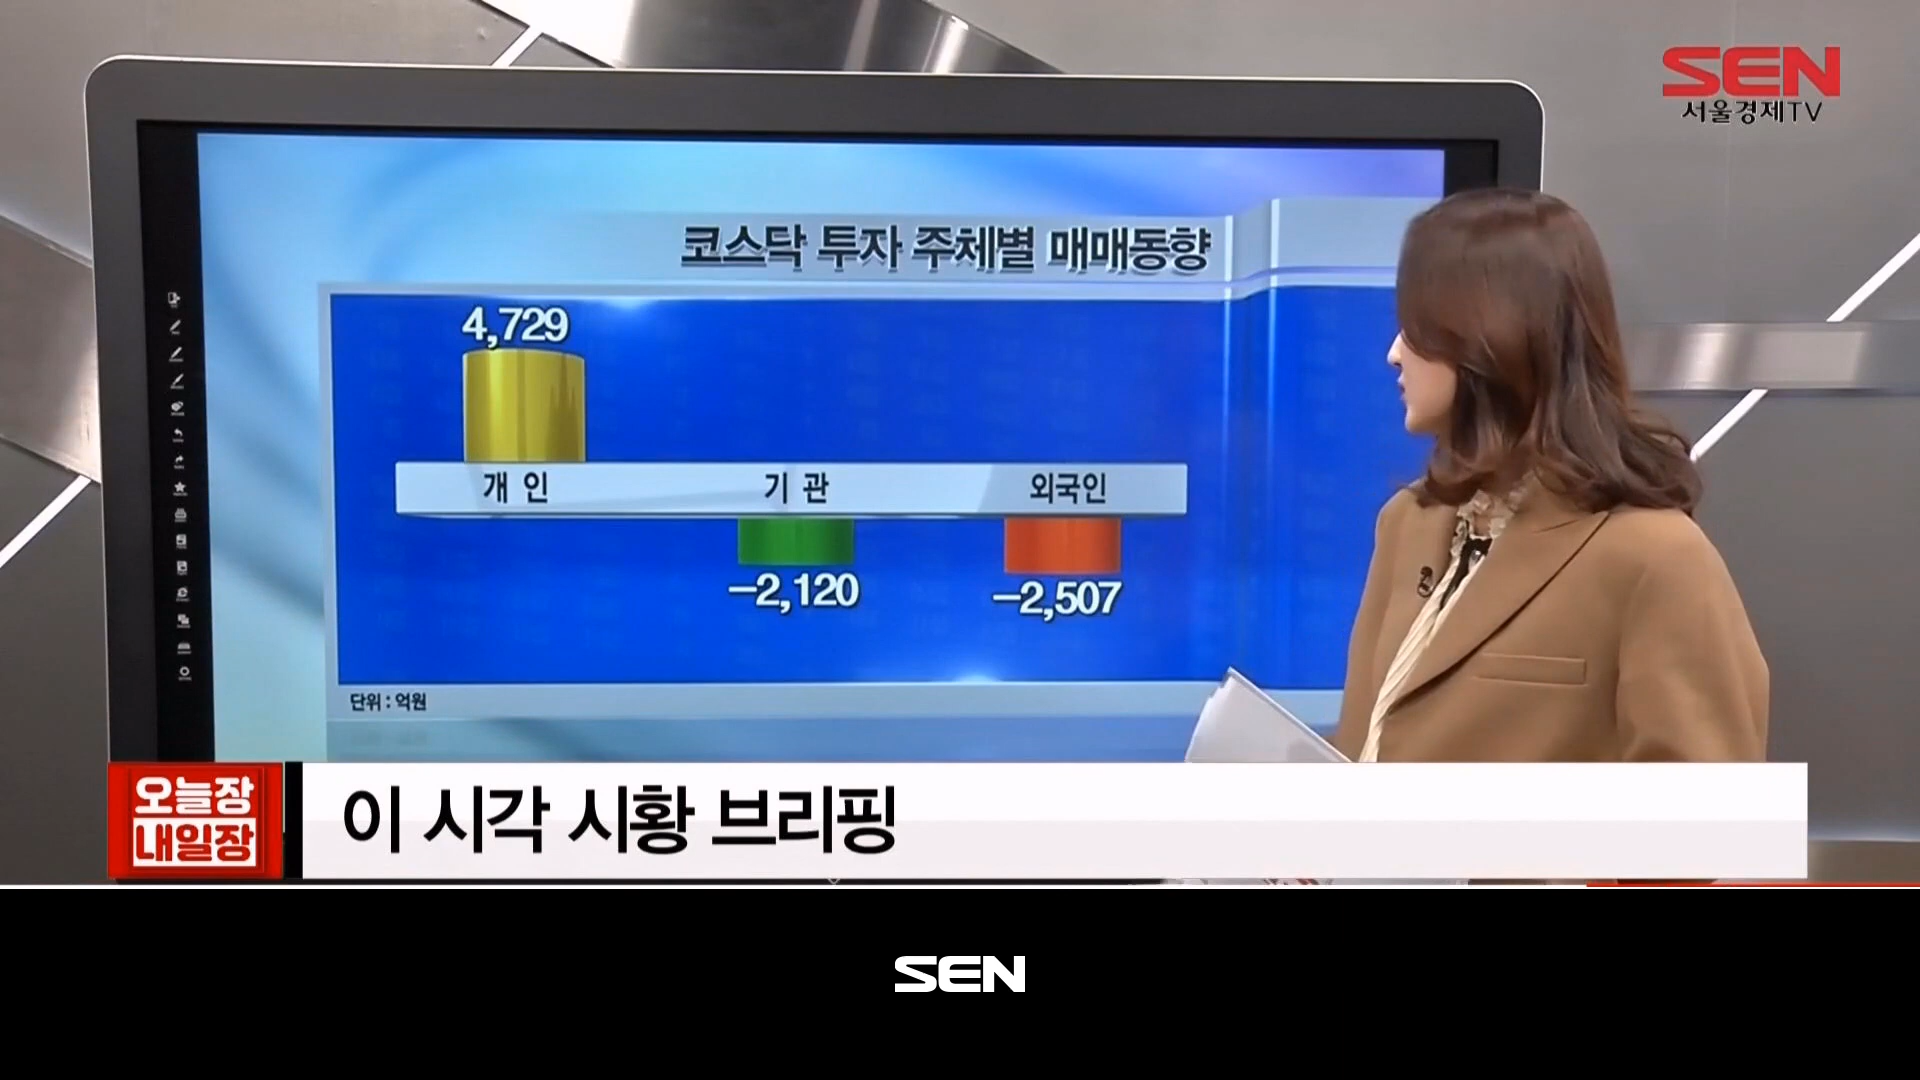 SEN
서울경제TV
코스닥 투자 주체별 매매동향
4,729
개 인
기 관
외국인
-2,120
-2,507
단위 : 억원
오늘장
내일장
이 시각 시황 브리핑
SEN